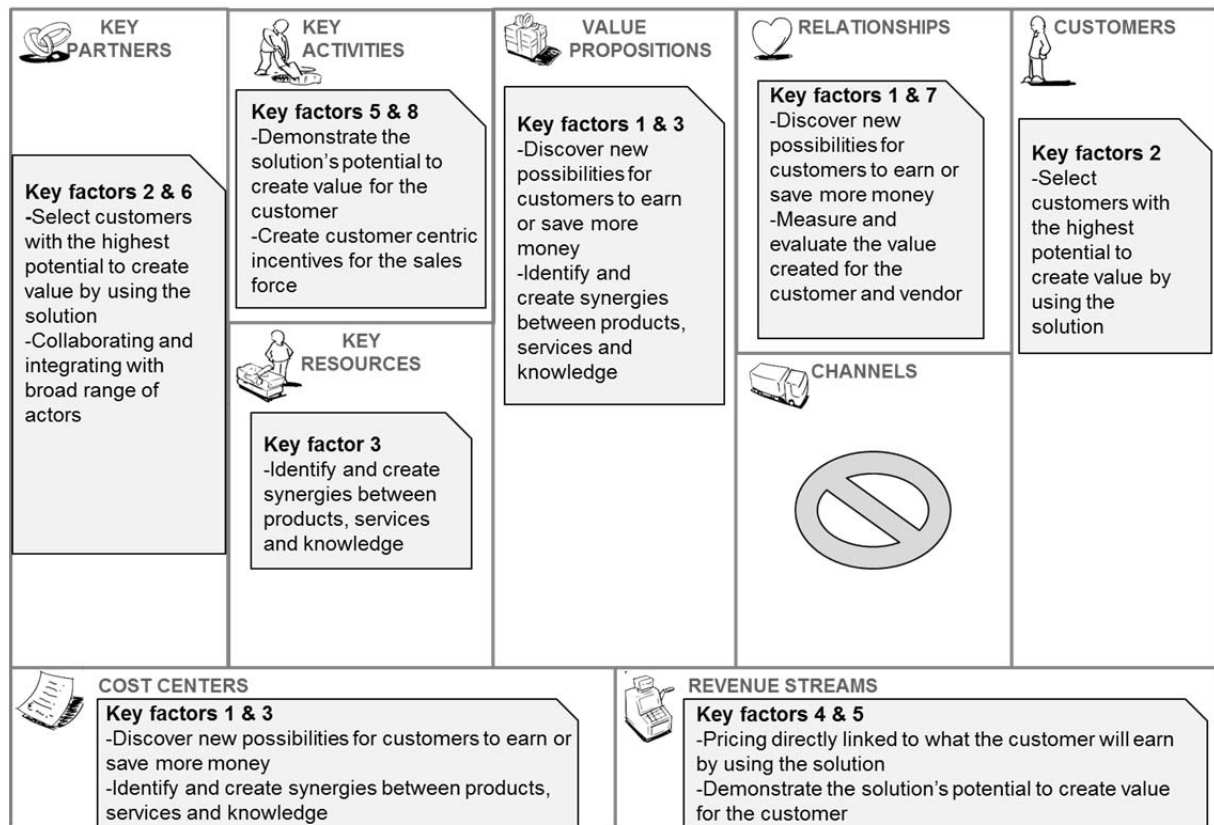 KEY
PARTNERS
Key factors 2 & 6
-Select customers
with the highest
potential to create
value by using the
solution
-Collaborating and
integrating with
broad range of
actors
KEY
ACTIVITIES
Key factors 5 & 8
-Demonstrate the
solution's potential to
create value for the
customer
-Create customer centric
incentives for the sales
force
KEY
RESOURCES
Key factor 3
-Identify and create
synergies between
products, services
and knowledge
VALUE
PROPOSITIONS
Key factors 1 & 3
-Discover new
possibilities for
customers to earn
or save more
money
-Identify and
create synergies
between products,
services and
knowledge
RELATIONSHIPS
Key factors 1 & 7
-Discover new
possibilities for
customers to earn or
save more money
-Measure and
evaluate the value
created for the
customer and vendor
CHANNELS
CUSTOMERS
Key factors 2
-Select
customers with
the highest
potential to
create value by
using the
solution
COST CENTERS
Key factors 1 & 3
-Discover new possibilities for customers to earn or
save more money
-Identify and create synergies between products,
services and knowledge
REVENUE STREAMS
Key factors 4 & 5
-Pricing directly linked to what the customer will earn
by using the solution
-Demonstrate the solution's potential to create value
for the customer